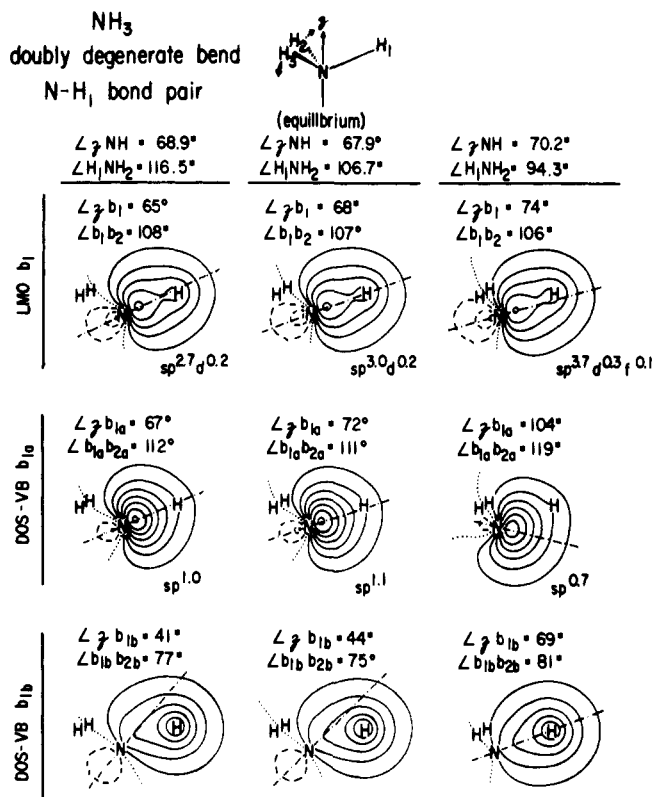 NH3
doubly degenerate bend
N-H1 bond pair
z
H2
H3
H1
N
(equilibrium)
∠zNH = 68.9° ∠zNH = 67.9° ∠zNH = 70.2°
∠H1NH2 = 116.5° ∠H1NH2 = 106.7° ∠H1NH2 = 94.3°
LMO b1
∠zb1 = 65° ∠zb1 = 68° ∠zb1 = 74°
∠b1b2 = 108° ∠b1b2 = 107° ∠b1b2 = 106°
H H N H H H N H H H N H
sp2.7d0.2 sp3.0d0.2 sp3.7d0.3f0.1
DOS-VB b1a
∠zb1a = 67° ∠zb1a = 72° ∠zb1a = 104°
∠b1ab2a = 112° ∠b1ab2a = 111° ∠b1ab2a = 119°
H H N H H H N H H H N H
sp1.0 sp1.1 sp0.7
DOS-VB b1b
∠zb1b = 41° ∠zb1b = 44° ∠zb1b = 69°
∠b1bb2b = 77° ∠b1bb2b = 75° ∠b1bb2b = 81°
H H N H H H N H H H N H